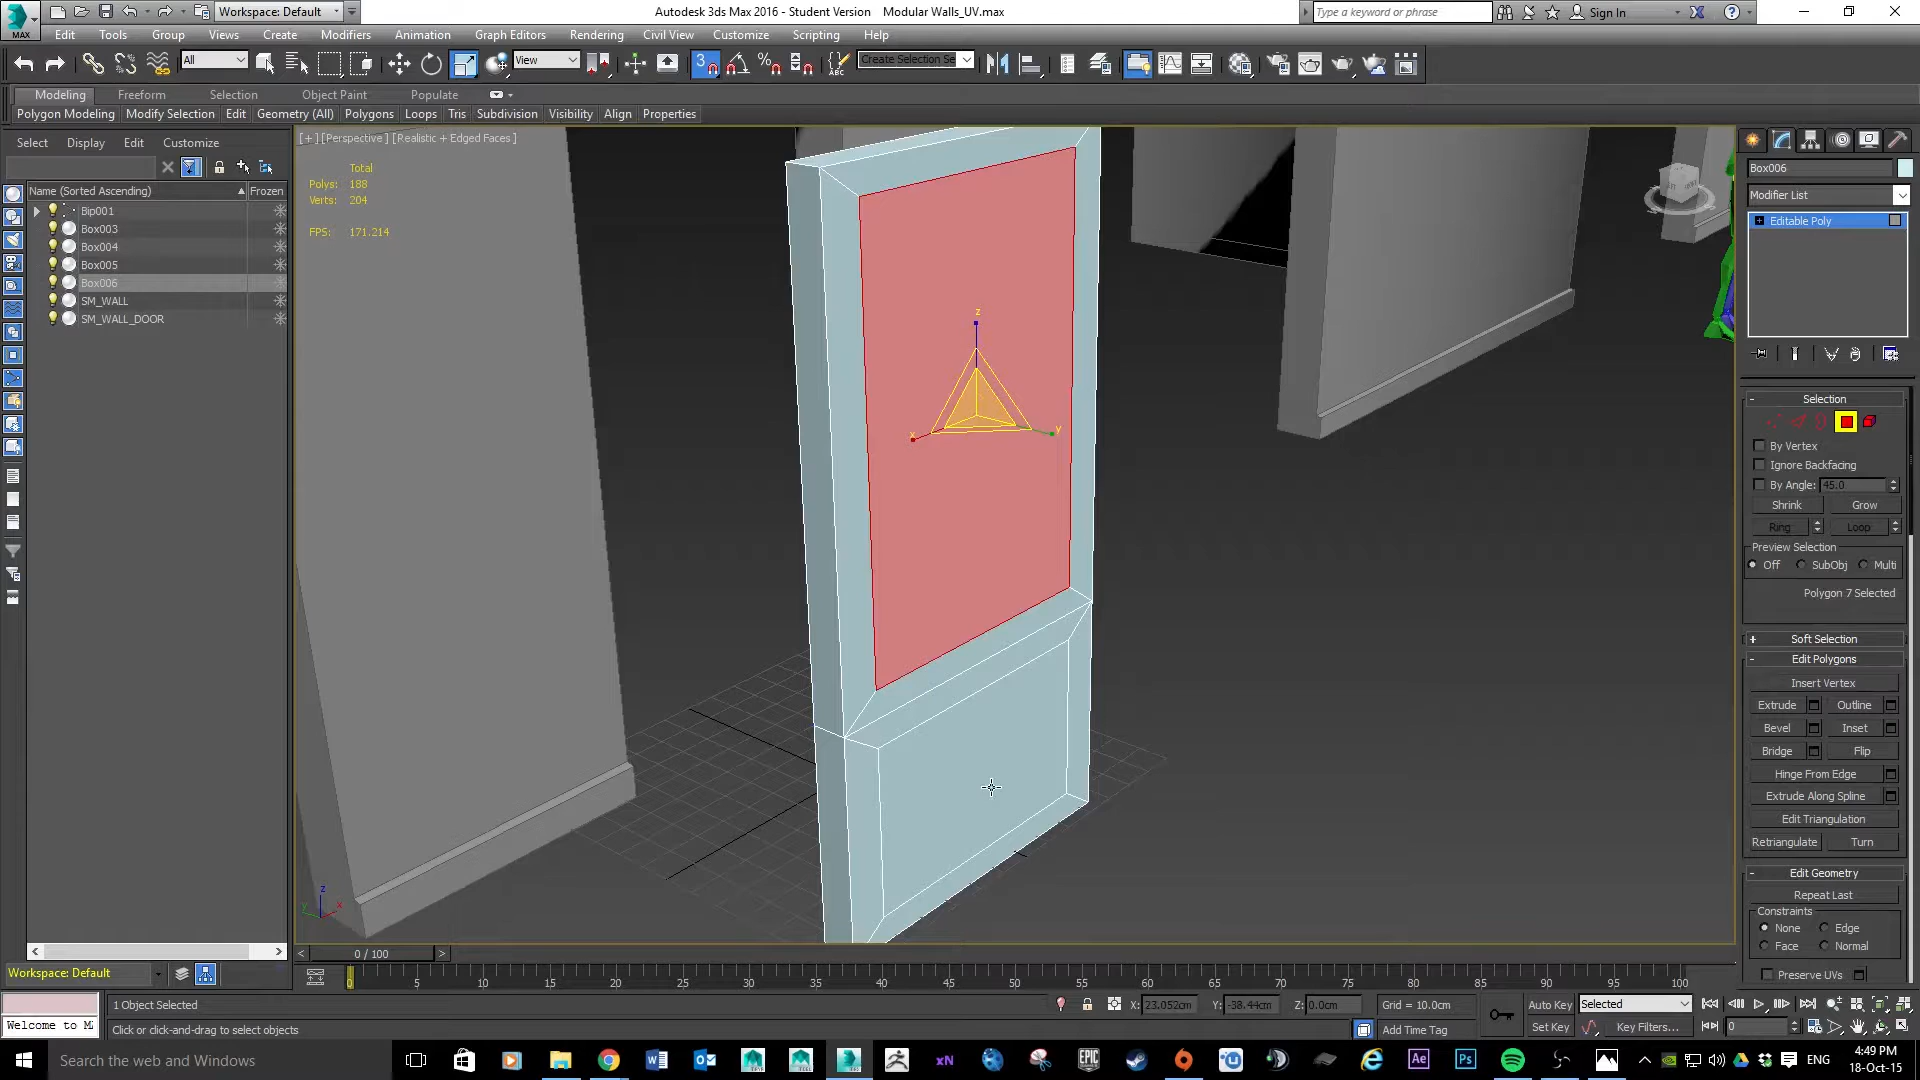 MAX
Workspace: Default
Autodesk 3ds Max 2016 - Student Version Modular Walls_UV.max
Type a keyword or phrase
Sign In
Edit Tools Group Views Create Modifiers Animation Graph Editors Rendering Civil View Customize Scripting Help
All
View
3
ABC
Create Selection Se
Modeling Freeform Selection Object Paint Populate
Polygon Modeling Modify Selection Edit Geometry (All) Polygons Loops Tris Subdivision Visibility Align Properties
Select Display Edit Customize
[+] [Perspective] [Realistic + Edged Faces]
Total
Polys: 188
Verts: 204
FPS: 171.214
Name (Sorted Ascending) Frozen
Bip001
Box003
Box004
Box005
Box006
SM_WALL
SM_WALL_DOOR
z
x
y
z
x
y
Box006
Modifier List
Editable Poly
Selection
By Vertex
Ignore Backfacing
By Angle: 45.0
Shrink Grow
Ring Loop
Preview Selection
Off SubObj Multi
Polygon 7 Selected
Soft Selection
Edit Polygons
Insert Vertex
Extrude Outline
Bevel Inset
Bridge Flip
Hinge From Edge
Extrude Along Spline
Edit Triangulation
Retriangulate Turn
Edit Geometry
Repeat Last
Constraints
None Edge
Face Normal
Preserve UVs
0 / 100
Workspace: Default
0 5 10 15 20 25 30 35 40 45 50 55 60 65 70 75 80 85 90 95 100
1 Object Selected
X: 23.052cm Y: -38.44cm Z: 0.0cm Grid = 10.0cm
Auto Key Selected
Welcome to M
Click or click-and-drag to select objects
Add Time Tag
Set Key Key Filters... 0
Search the web and Windows
xN
EPIC
Ae
Ps
ENG
4:49 PM
18-Oct-15